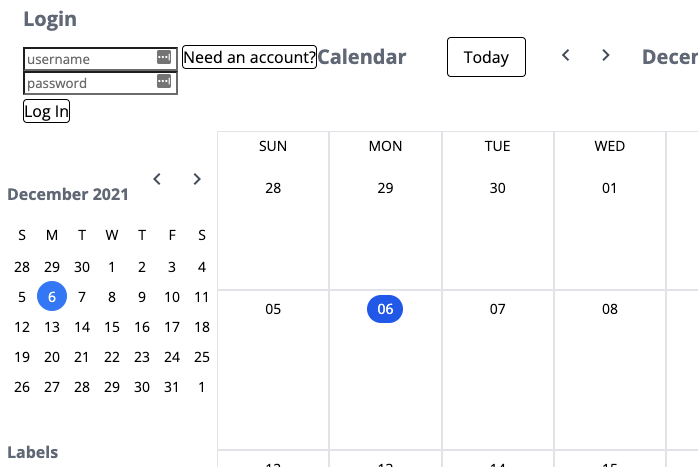 Login
username
Need an account?
password
Log In
Calendar
Today
December 2021
S M T W T F S
28 29 30 1 2 3 4
5 6 7 8 9 10 11
12 13 14 15 16 17 18
19 20 21 22 23 24 25
26 27 28 29 30 31 1
Labels
SUN MON TUE WED
28 29 30 01
05 06 07 08